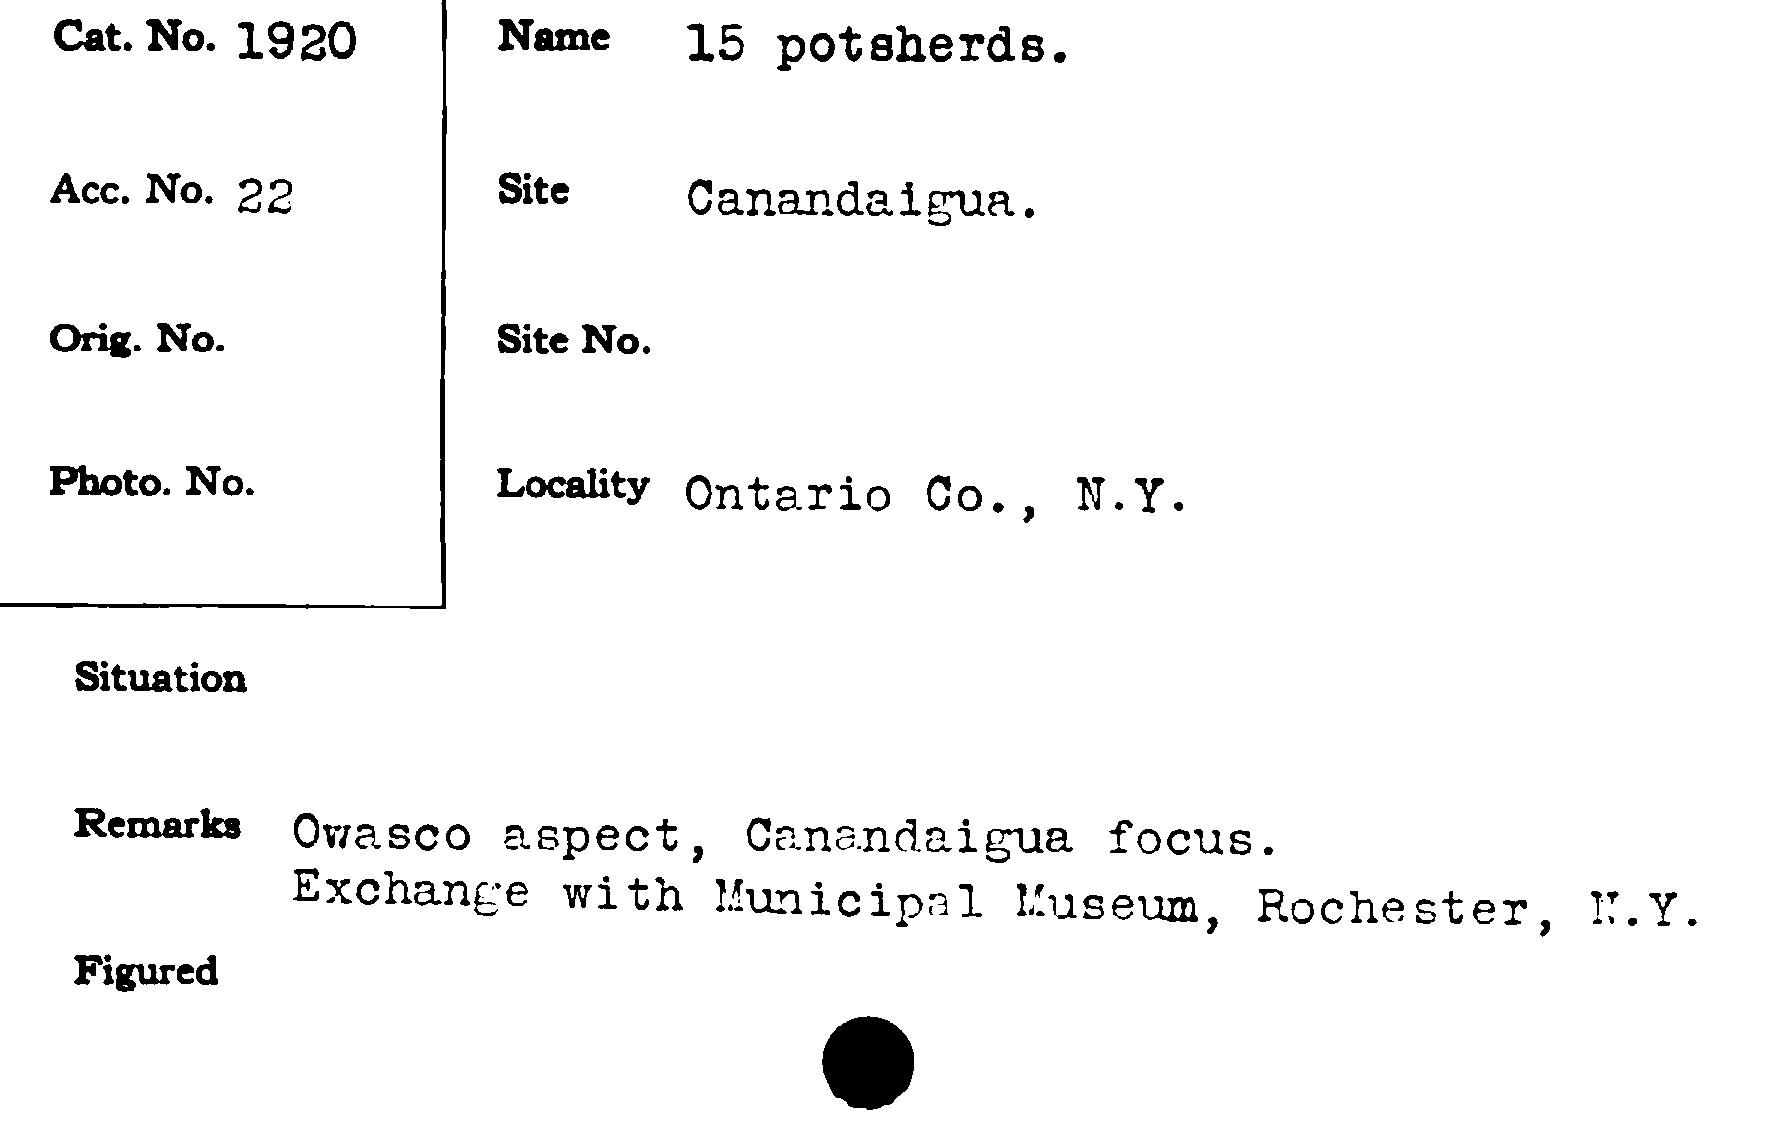 Cat. No. 1920
Name 15 potsherds.
Acc. No. 22
Site Canandaigua.
Orig. No.
Site No.
Photo. No.
Locality Ontario Co., N.Y.
Situation
Remarks Owasco aspect, Canandaigua focus.
Exchange with Municipal Museum, Rochester, N.Y.
Figured